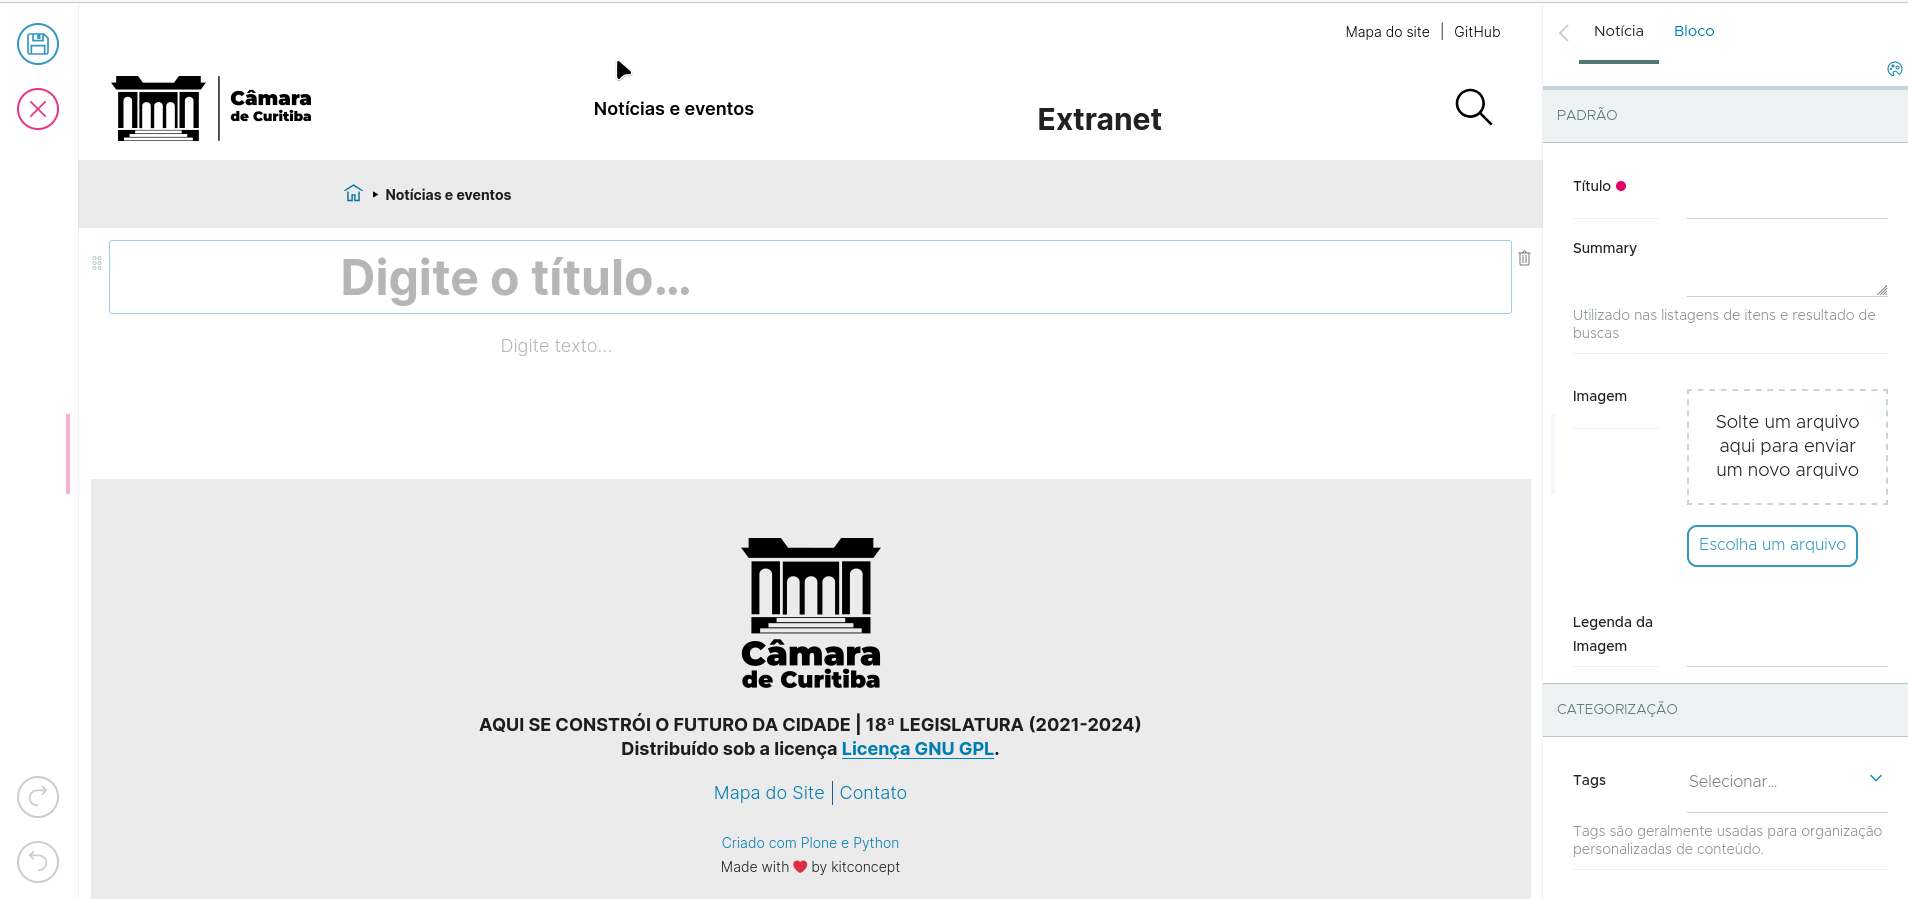 Mapa do site | GitHub
Câmara
de Curitiba
Notícias e eventos
Extranet
Notícias e eventos
Digite o título...
Digite texto...
Câmara
de Curitiba
AQUI SE CONSTRÓI O FUTURO DA CIDADE | 18ª LEGISLATURA (2021-2024)
Distribuído sob a licença Licença GNU GPL.
Mapa do Site | Contato
Criado com Plone e Python
Made with ❤ by kitconcept
Notícia
Bloco
PADRÃO
Título
Summary
Utilizado nas listagens de itens e resultado de
buscas
Imagem
Solte um arquivo
aqui para enviar
um novo arquivo
Escolha um arquivo
Legenda da
Imagem
CATEGORIZAÇÃO
Tags
Selecionar...
Tags são geralmente usadas para organização
personalizadas de conteúdo.